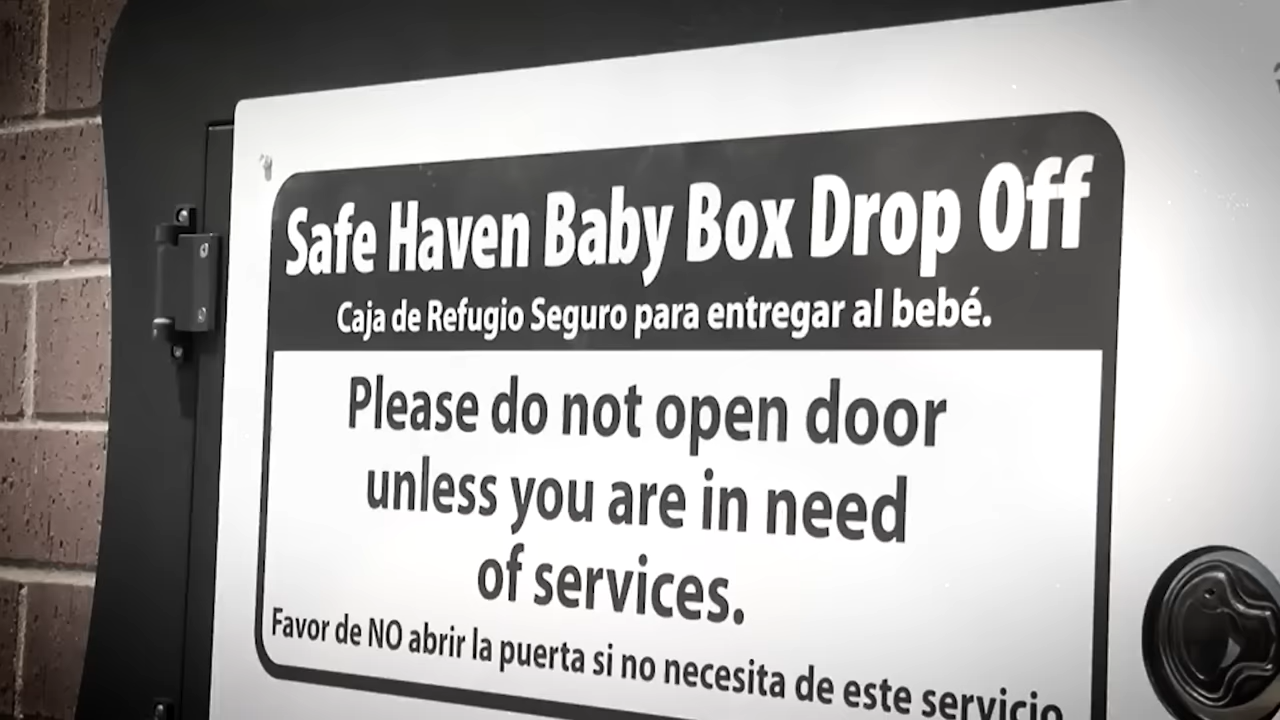 Safe Haven Baby Box Drop Off
Caja de Refugio Seguro para entregar al bebé.
Please do not open door
unless you are in need
of services.
Favor de NO abrir la puerta si no necesita de este servicio